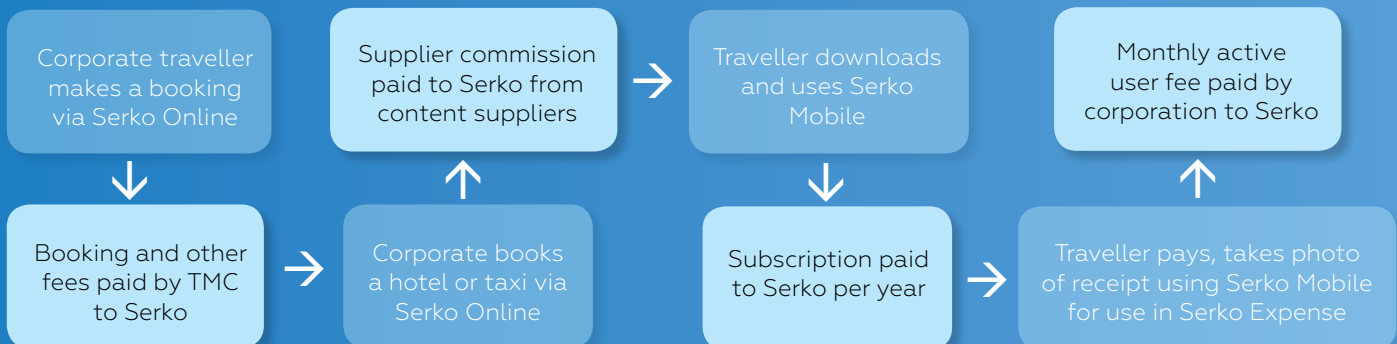 Corporate traveller
makes a booking
via Serko Online
Booking and other
fees paid by TMC
to Serko
Corporate books
a hotel or taxi via
Serko Online
Supplier commission
paid to Serko from
content suppliers
Traveller downloads
and uses Serko
Mobile
Subscription paid
to Serko per year
Traveller pays, takes photo
of receipt using Serko Mobile
for use in Serko Expense
Monthly active
user fee paid by
corporation to Serko